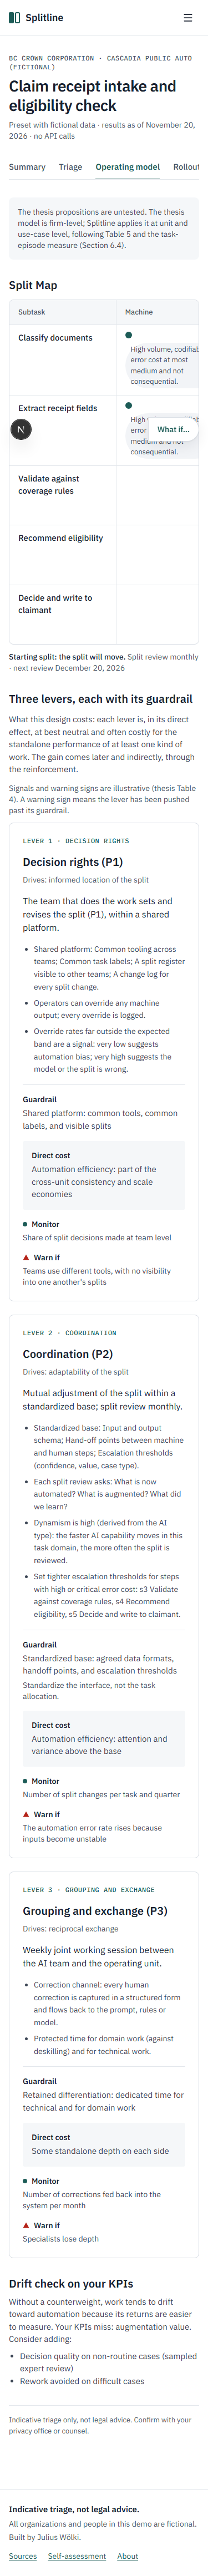 Splitline
BC CROWN CORPORATION · CASCADIA PUBLIC AUTO
(FICTIONAL)
Claim receipt intake and
eligibility check
Preset with fictional data · results as of November 20,
2026 · no API calls
Summary Triage Operating model Rollout
The thesis propositions are untested. The thesis
model is firm-level; Splitline applies it at unit and
use-case level, following Table 5 and the task-
episode measure (Section 6.4).
Split Map
Subtask Machine
Classify documents
High volume, codifiable
error cost at most
medium and not
consequential.
Extract receipt fields
error
medium and not
consequential.
What if...
N
Validate against
coverage rules
Recommend eligibility
Decide and write to
claimant
Starting split: the split will move. Split review monthly
· next review December 20, 2026
Three levers, each with its guardrail
What this design costs: each lever is, in its direct
effect, at best neutral and often costly for the
standalone performance of at least one kind of
work. The gain comes later and indirectly, through
the reinforcement.
Signals and warning signs are illustrative (thesis Table
4). A warning sign means the lever has been pushed
past its guardrail.
LEVER 1 · DECISION RIGHTS
Decision rights (P1)
Drives: informed location of the split
The team that does the work sets and
revises the split (P1), within a shared
platform.
• Shared platform: Common tooling across
teams; Common task labels; A split register
visible to other teams; A change log for
every split change.
• Operators can override any machine
output; every override is logged.
• Override rates far outside the expected
band are a signal: very low suggests
automation bias; very high suggests the
model or the split is wrong.
Guardrail
Shared platform: common tools, common
labels, and visible splits
Direct cost
Automation efficiency: part of the
cross-unit consistency and scale
economies
Monitor
Share of split decisions made at team level
Warn if
Teams use different tools, with no visibility
into one another's splits
LEVER 2 · COORDINATION
Coordination (P2)
Drives: adaptability of the split
Mutual adjustment of the split within a
standardized base; split review monthly.
• Standardized base: Input and output
schema; Hand-off points between machine
and human steps; Escalation thresholds
(confidence, value, case type).
• Each split review asks: What is now
automated? What is augmented? What did
we learn?
• Dynamism is high (derived from the AI
type): the faster AI capability moves in this
task domain, the more often the split is
reviewed.
• Set tighter escalation thresholds for steps
with high or critical error cost: s3 Validate
against coverage rules, s4 Recommend
eligibility, s5 Decide and write to claimant.
Guardrail
Standardized base: agreed data formats,
handoff points, and escalation thresholds
Standardize the interface, not the task
allocation.
Direct cost
Automation efficiency: attention and
variance above the base
Monitor
Number of split changes per task and quarter
Warn if
The automation error rate rises because
inputs become unstable
LEVER 3 · GROUPING AND EXCHANGE
Grouping and exchange (P3)
Drives: reciprocal exchange
Weekly joint working session between
the AI team and the operating unit.
• Correction channel: every human
correction is captured in a structured form
and flows back to the prompt, rules or
model.
• Protected time for domain work (against
deskilling) and for technical work.
Guardrail
Retained differentiation: dedicated time for
technical and for domain work
Direct cost
Some standalone depth on each side
Monitor
Number of corrections fed back into the
system per month
Warn if
Specialists lose depth
Drift check on your KPIs
Without a counterweight, work tends to drift
toward automation because its returns are easier
to measure. Your KPIs miss: augmentation value.
Consider adding:
• Decision quality on non-routine cases (sampled
expert review)
• Rework avoided on difficult cases
Indicative triage only, not legal advice. Confirm with your
privacy office or counsel.
Indicative triage, not legal advice.
All organizations and people in this demo are fictional.
Built by Julius Wölki.
Sources Self-assessment About